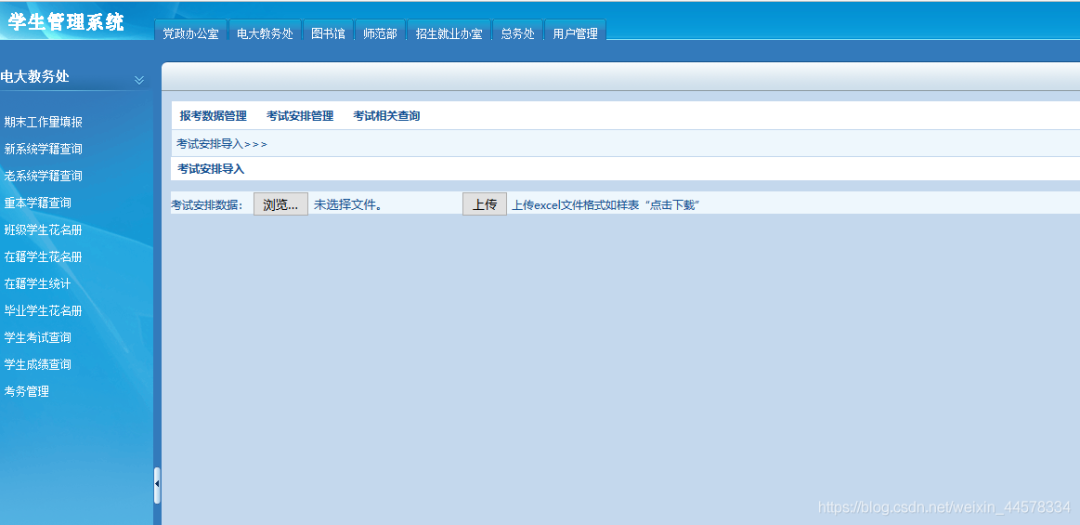 学生管理系统
党政办公室 电大教务处 图书馆 师范部 招生就业办室 总务处 用户管理
电大教务处
期末工作量填报
新系统学籍查询
老系统学籍查询
重本学籍查询
班级学生花名册
在籍学生花名册
在籍学生统计
毕业学生花名册
学生考试查询
学生成绩查询
考务管理
报考数据管理 考试安排管理 考试相关查询
考试安排导入>>>
考试安排导入
考试安排数据： 浏览... 未选择文件。 上传 上传excel文件格式如样表“点击下载”
https://blog.csdn.net/weixin_44578334